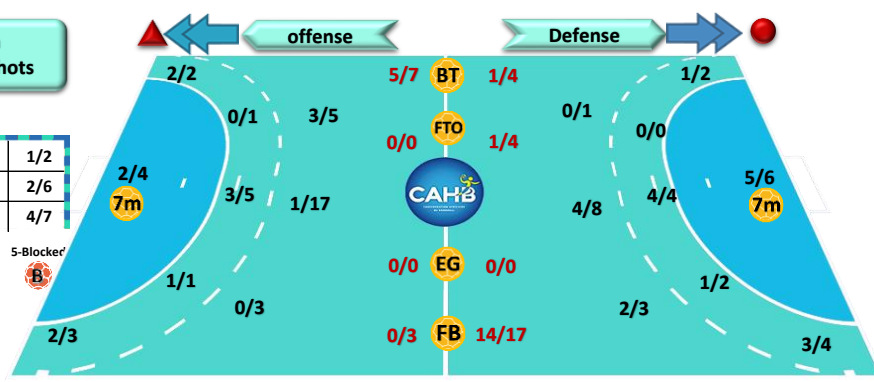 offense
Defense
hots
2/2
5/7 BT 1/4
1/2
0/1
3/5
0/1
0/0
FTO
0/0
1/4
1/2
2/6
4/7
2/4
7m
3/5
1/17
CAHB
4/8
4/4
5/6
7m
5-Blocked
B
0/0 EG 0/0
1/1
0/3
1/2
2/3
2/3
0/3 FB 14/17
3/4